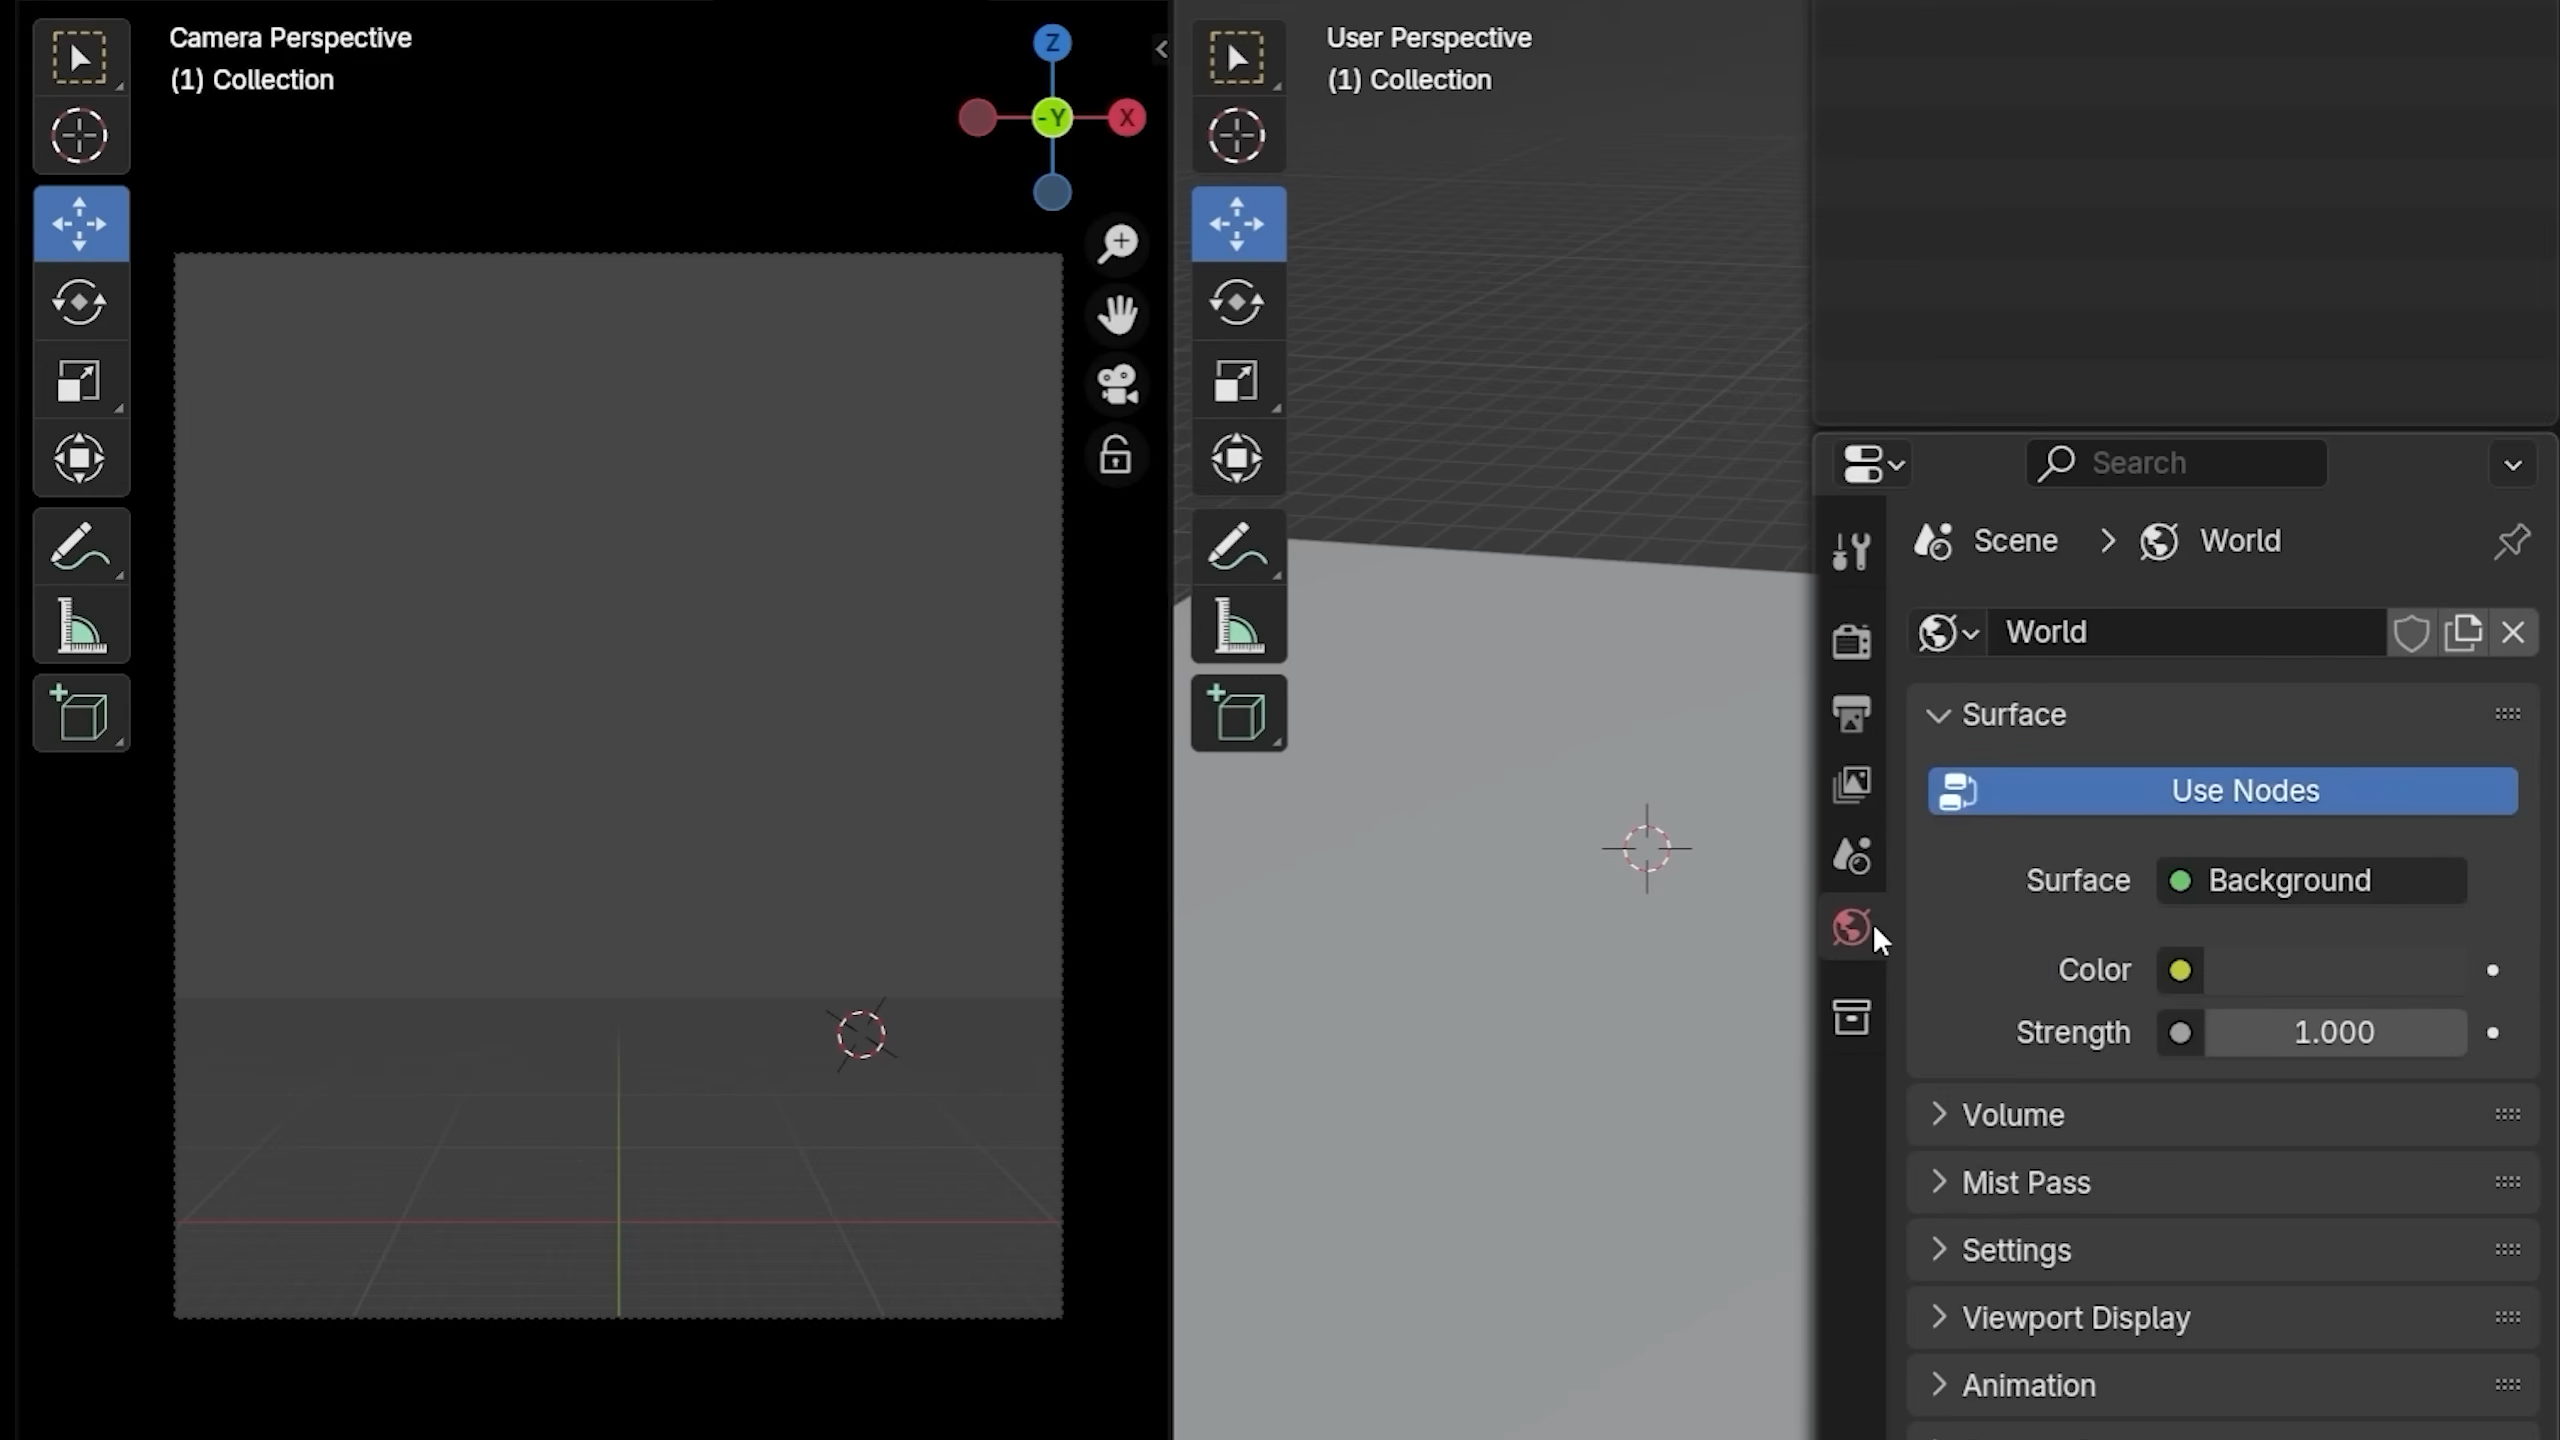 Camera Perspective
(1) Collection
Z
-Y
X
User Perspective
(1) Collection
Search
Scene
World
World
Surface
Use Nodes
Surface
Background
Color
Strength
1.000
Volume
Mist Pass
Settings
Viewport Display
Animation